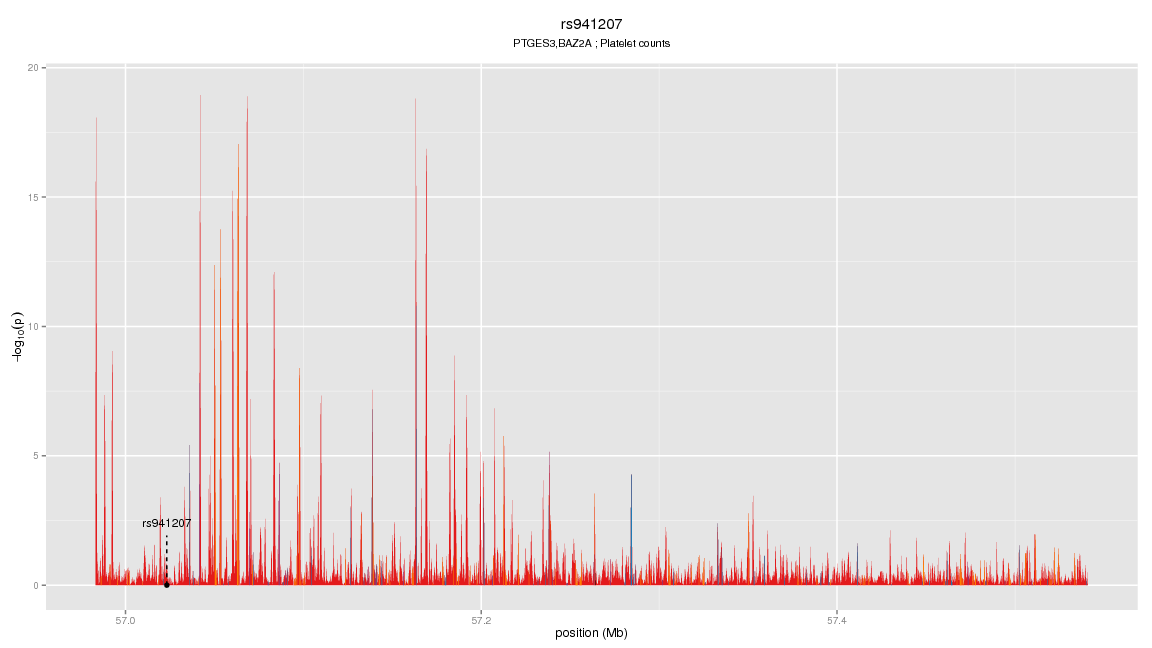 rs941207
PTGES3,BAZ2A ; Platelet counts
20
15
10
5
0
−log10(p)
rs941207
57.0
57.2
57.4
position (Mb)